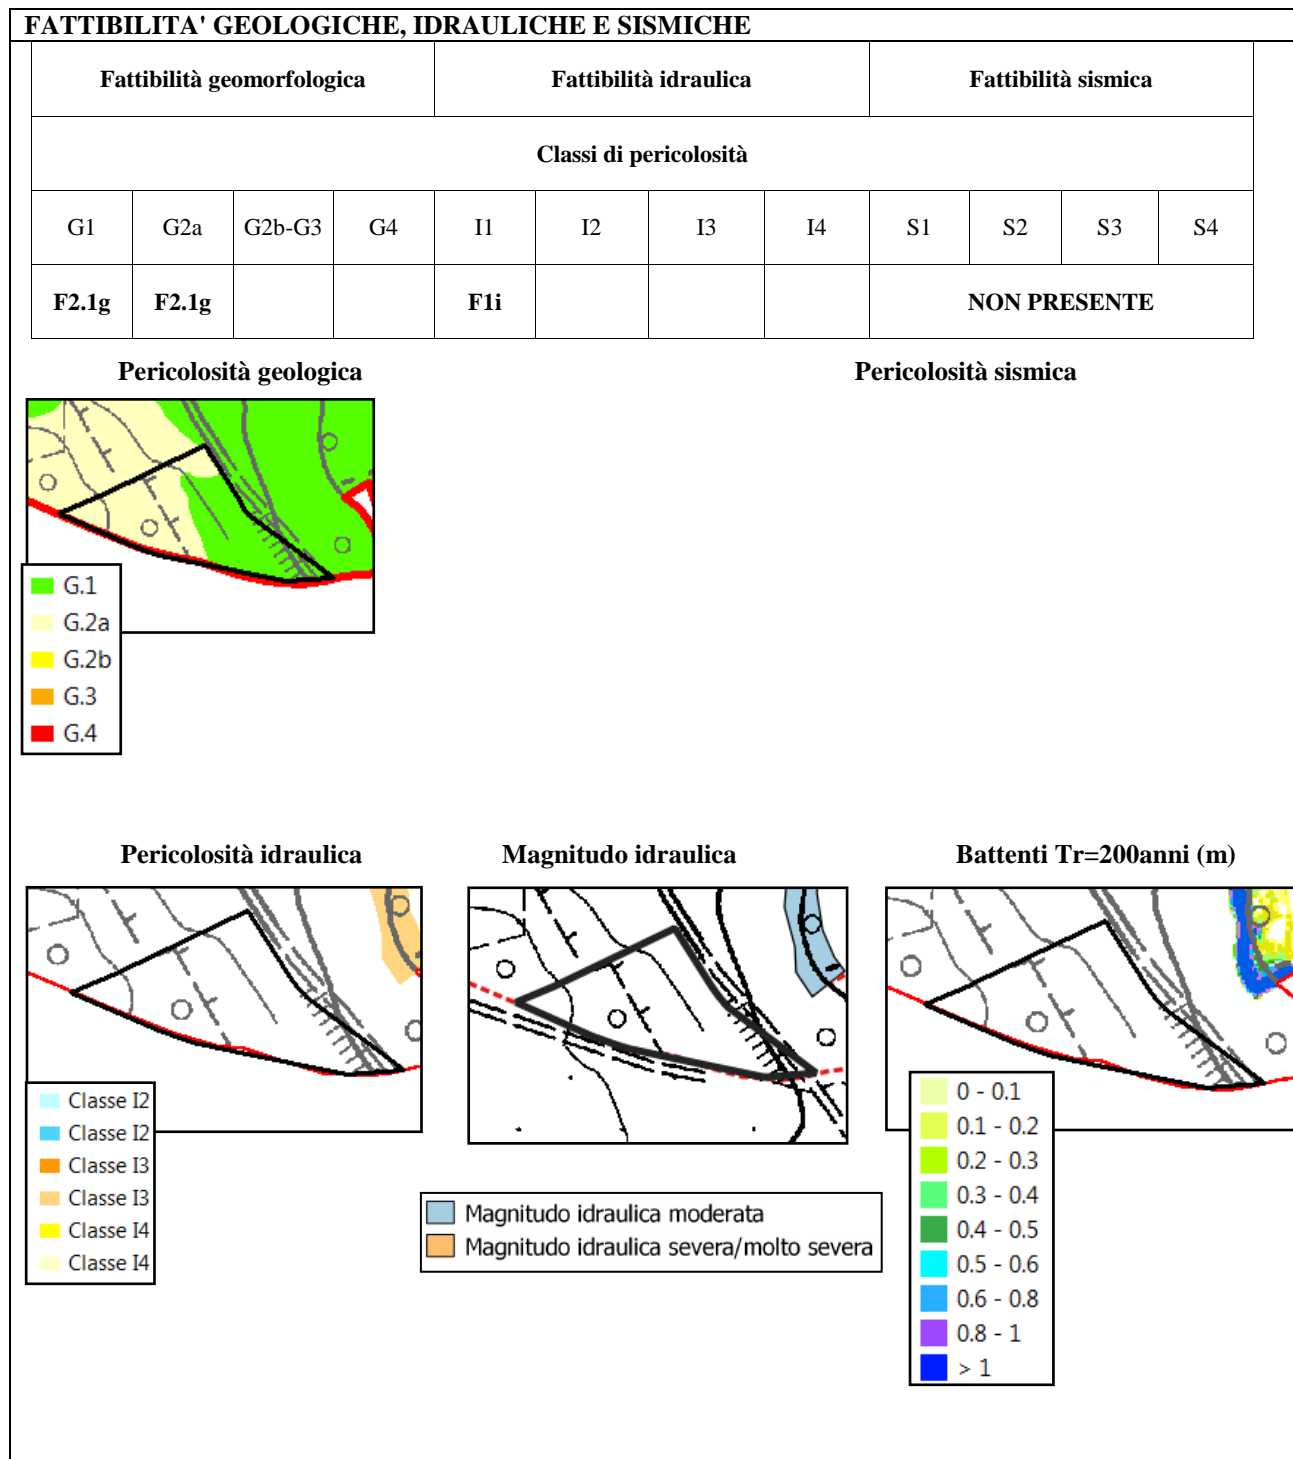 FATTIBILITA' GEOLOGICHE, IDRAULICHE E SISMICHE
Fattibilità geomorfologica Fattibilità idraulica Fattibilità sismica
Classi di pericolosità
G1 G2a G2b-G3 G4 I1 I2 I3 I4 S1 S2 S3 S4
F2.1g F2.1g F1i NON PRESENTE
Pericolosità geologica Pericolosità sismica
G.1
G.2a
G.2b
G.3
G.4
Pericolosità idraulica Magnitudo idraulica Battenti Tr=200anni (m)
Classe I2
Classe I2
Classe I3
Classe I3
Classe I4
Classe I4
Magnitudo idraulica moderata
Magnitudo idraulica severa/molto severa
0 - 0.1
0.1 - 0.2
0.2 - 0.3
0.3 - 0.4
0.4 - 0.5
0.5 - 0.6
0.6 - 0.8
0.8 - 1
> 1